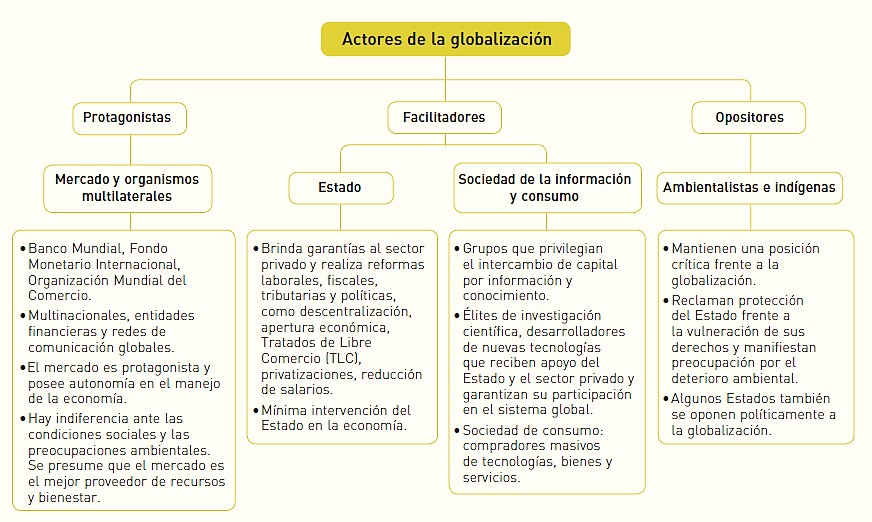 Actores de la globalización
Protagonistas
Facilitadores
Opositores
Mercado y organismos
multilaterales
Estado
Sociedad de la información
y consumo
Ambientalistas e indígenas
• Banco Mundial, Fondo
Monetario Internacional,
Organización Mundial del
Comercio.
• Multinacionales, entidades
financieras y redes de
comunicación globales.
• El mercado es protagonista y
posee autonomía en el manejo
de la economía.
• Hay indiferencia ante las
condiciones sociales y las
preocupaciones ambientales.
Se presume que el mercado es
el mejor proveedor de recursos
y bienestar.
• Brinda garantías al sector
privado y realiza reformas
laborales, fiscales,
tributarias y políticas,
como descentralización,
apertura económica,
Tratados de Libre
Comercio (TLC),
privatizaciones, reducción
de salarios.
• Mínima intervención del
Estado en la economía.
• Grupos que privilegian
el intercambio de capital
por información y
conocimiento.
• Élites de investigación
científica, desarrolladores
de nuevas tecnologías
que reciben apoyo del
Estado y el sector privado y
garantizan su participación
en el sistema global.
• Sociedad de consumo:
compradores masivos
de tecnologías, bienes y
servicios.
• Mantienen una posición
crítica frente a la
globalización.
• Reclaman protección
del Estado frente a
la vulneración de sus
derechos y manifiestan
preocupación por el
deterioro ambiental.
• Algunos Estados también
se oponen políticamente a
la globalización.